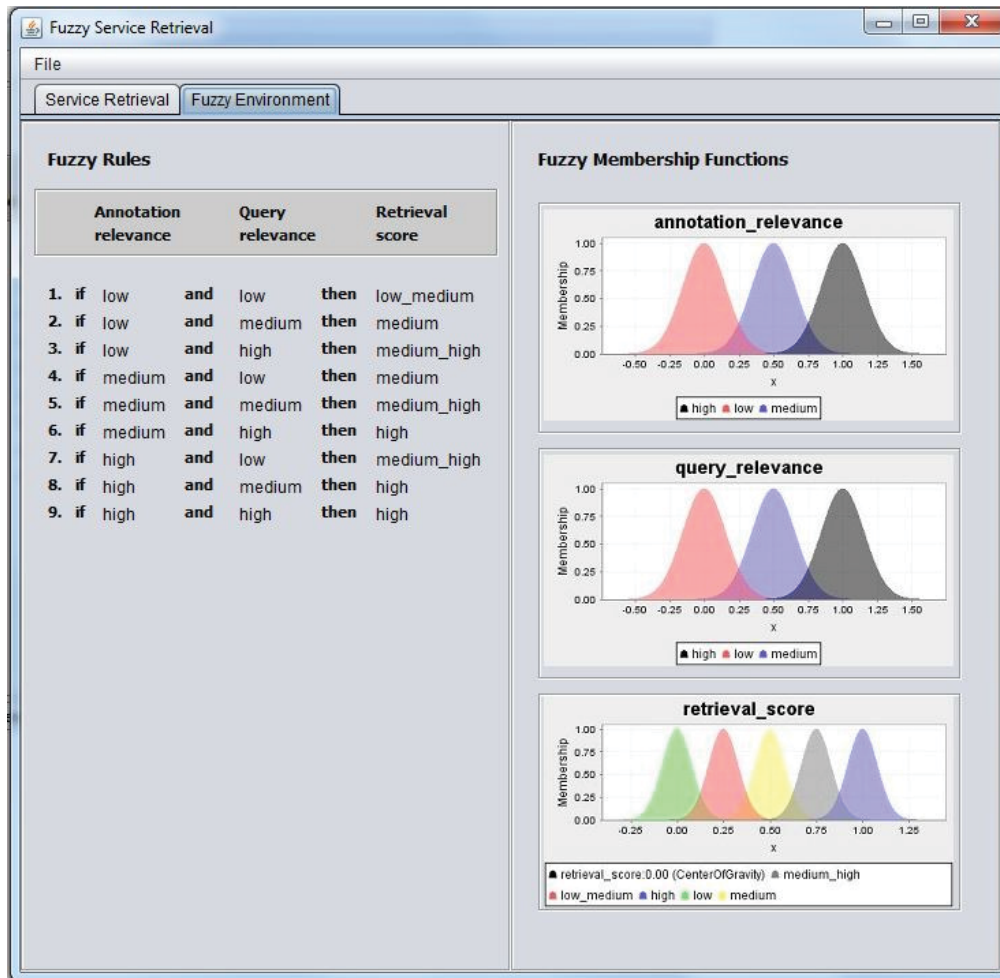 Fuzzy Service Retrieval
File
Service Retrieval Fuzzy Environment
Fuzzy Rules
Annotation relevance Query relevance Retrieval score
1. if low and low then low_medium
2. if low and medium then medium
3. if low and high then medium_high
4. if medium and low then medium
5. if medium and medium then medium_high
6. if medium and high then high
7. if high and low then medium_high
8. if high and medium then high
9. if high and high then high
Fuzzy Membership Functions
annotation_relevance
Membership
1.00
0.75
0.50
0.25
0.00
-0.50 -0.25 0.00 0.25 0.50 0.75 1.00 1.25 1.50
x
high low medium
query_relevance
Membership
1.00
0.75
0.50
0.25
0.00
-0.50 -0.25 0.00 0.25 0.50 0.75 1.00 1.25 1.50
x
high low medium
retrieval_score
Membership
1.00
0.75
0.50
0.25
0.00
-0.25 0.00 0.25 0.50 0.75 1.00 1.25
x
retrieval_score:0.00 (CenterOfGravity) medium_high
low_medium high low medium